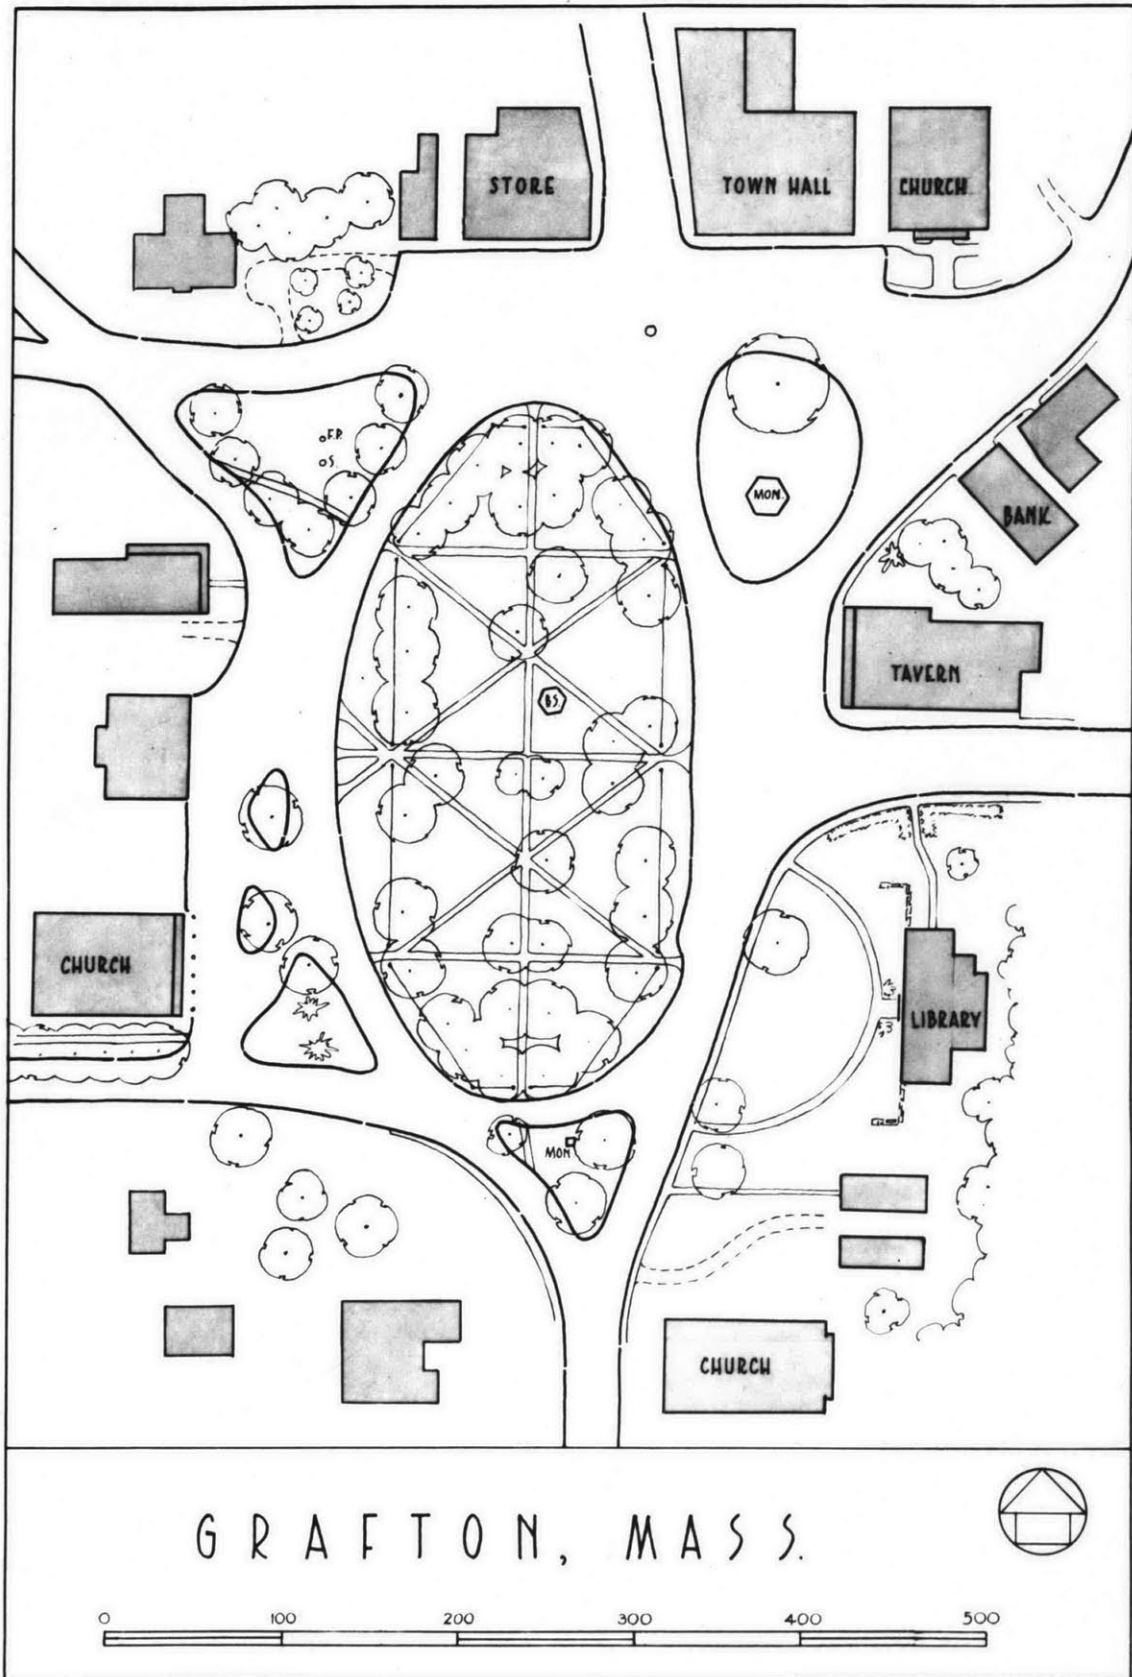 STORE
TOWN HALL
CHURCH
F.P.
S.
MON.
BANK
TAVERN
B.S.
CHURCH
LIBRARY
MON
CHURCH
GRAFTON, MASS.
0 100 200 300 400 500